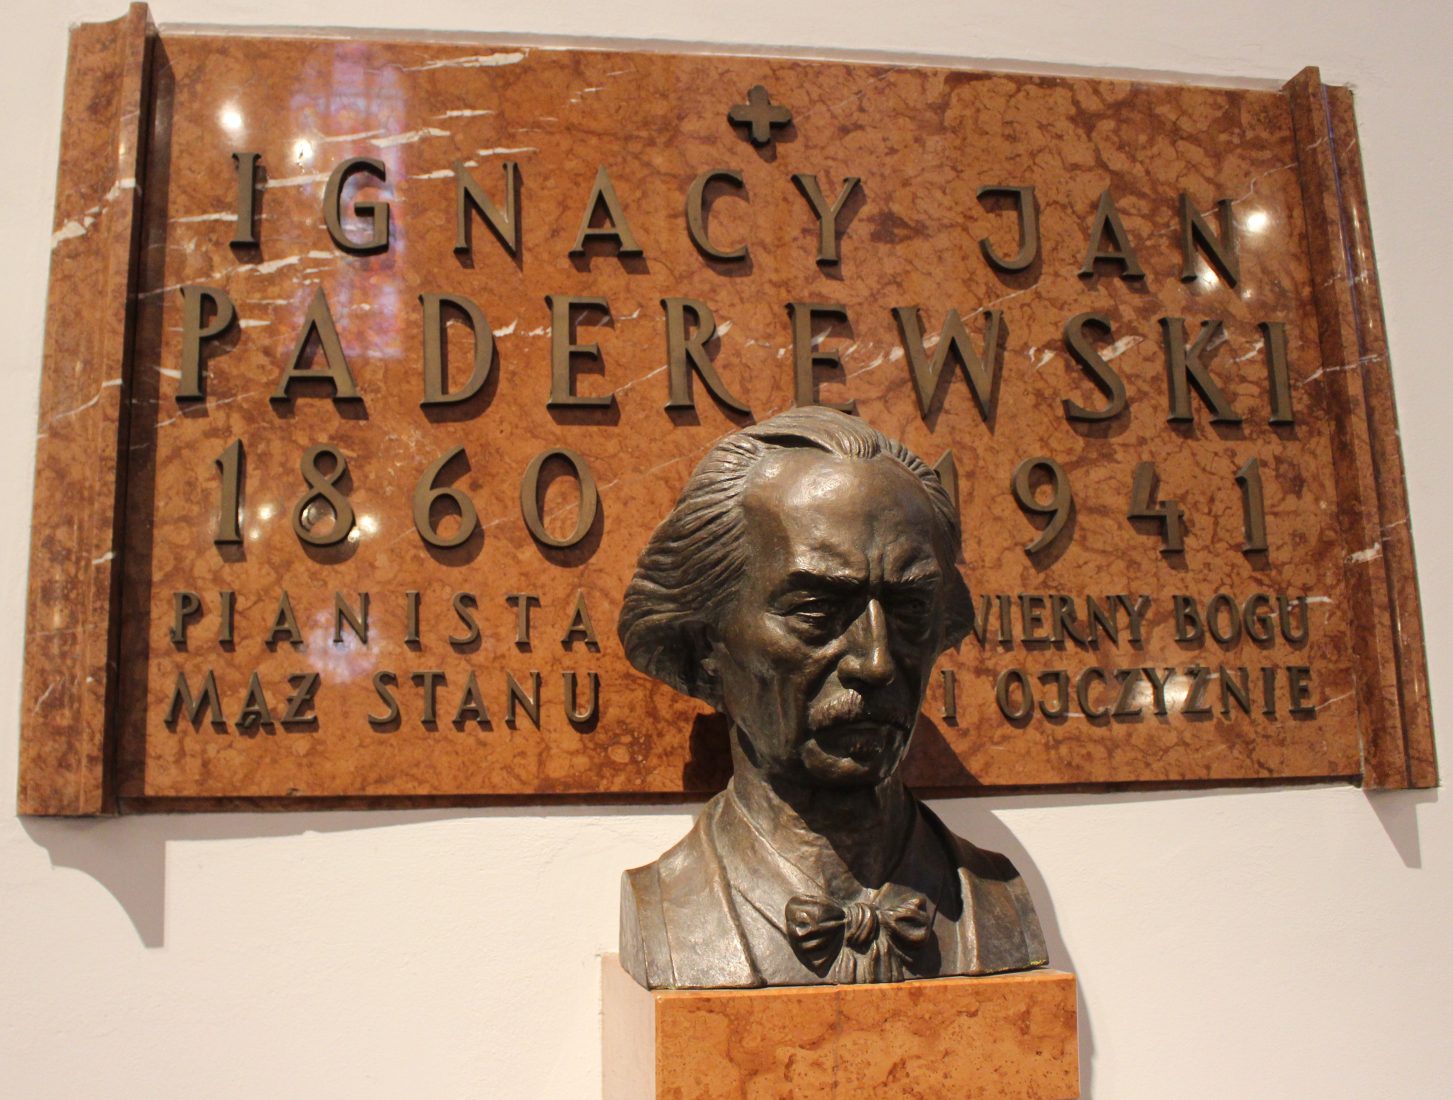 IGNACY JAN
PADEREWSKI
1860 1941
PIANISTA WIERNY BOGU
MĄŻ STANU I OJCZYŹNIE